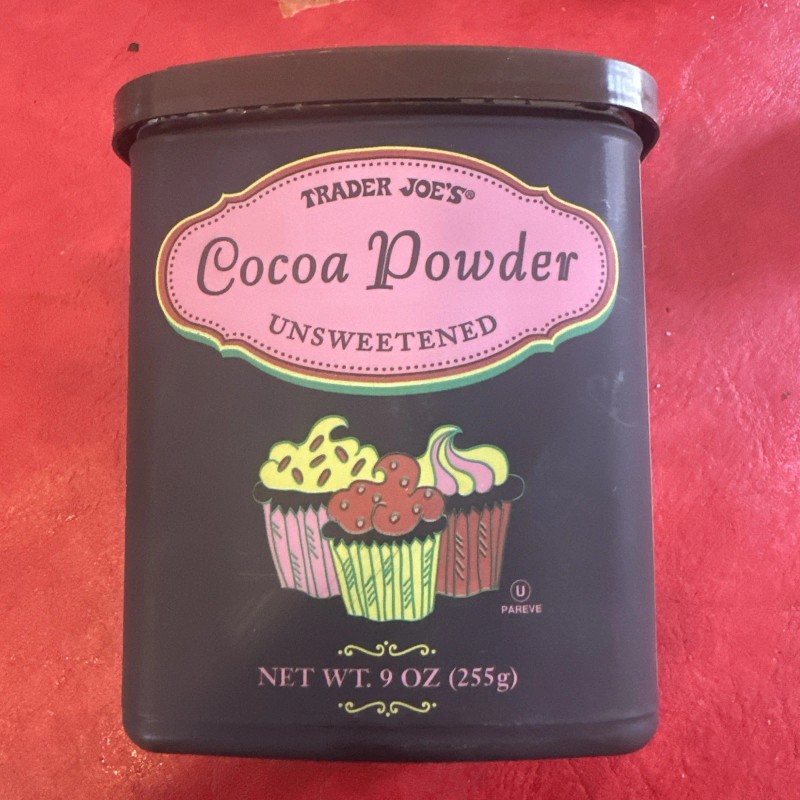 TRADER JOE'S®
Cocoa Powder
UNSWEETENED
U
PAREVE
NET WT. 9 OZ (255g)